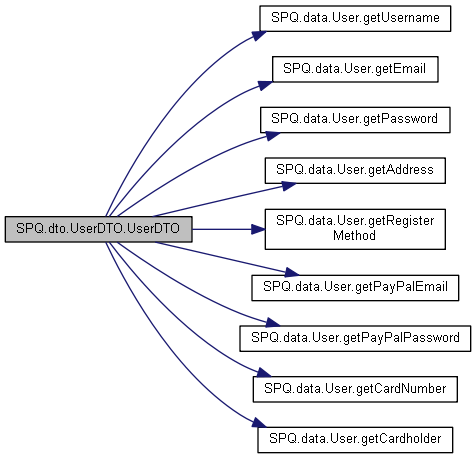 SPQ.data.User.getUsername
SPQ.data.User.getEmail
SPQ.data.User.getPassword
SPQ.data.User.getAddress
SPQ.dto.UserDTO.UserDTO
SPQ.data.User.getRegister
Method
SPQ.data.User.getPayPalEmail
SPQ.data.User.getPayPalPassword
SPQ.data.User.getCardNumber
SPQ.data.User.getCardholder